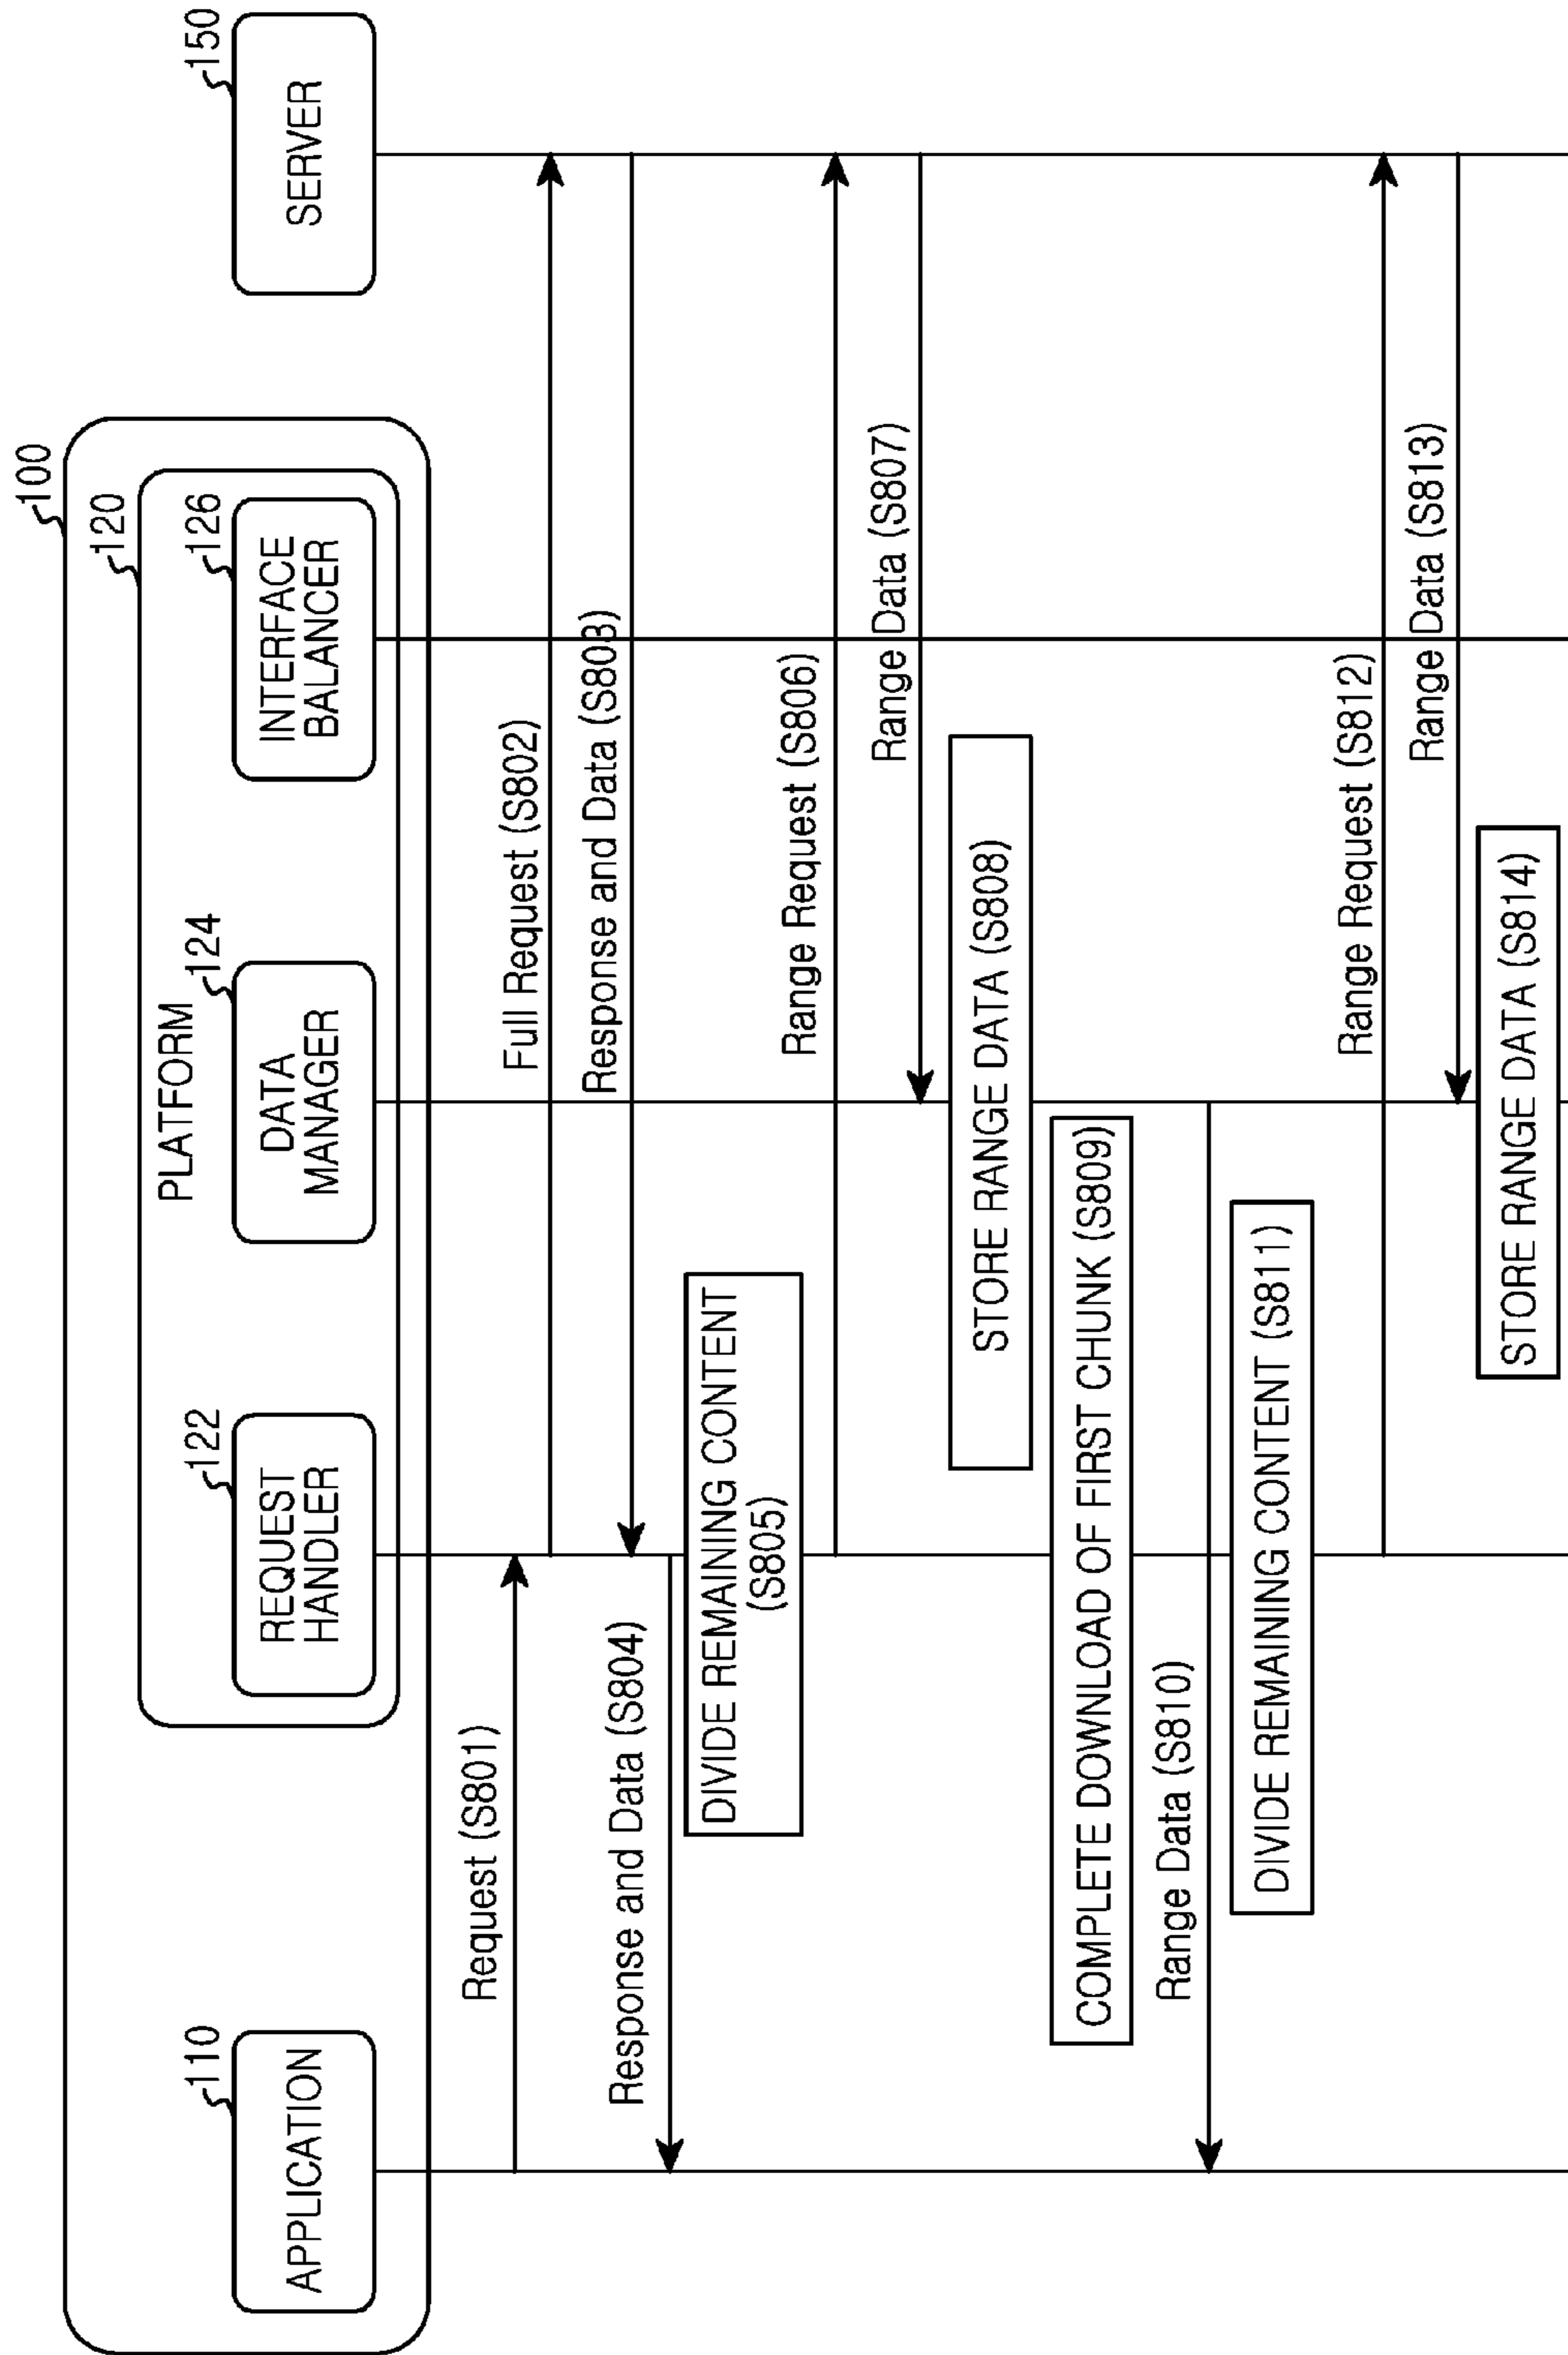 100
120
PLATFORM
110
122
124
126
150
APPLICATION
REQUEST
HANDLER
DATA
MANAGER
INTERFACE
BALANCER
SERVER
Request (S801)
Full Request (S802)
Response and Data (S803)
Response and Data (S804)
DIVIDE REMAINING CONTENT
(S805)
Range Request (S806)
Range Data (S807)
STORE RANGE DATA (S808)
COMPLETE DOWNLOAD OF FIRST CHUNK (S809)
Range Data (S810)
DIVIDE REMAINING CONTENT (S811)
Range Request (S812)
Range Data (S813)
STORE RANGE DATA (S814)